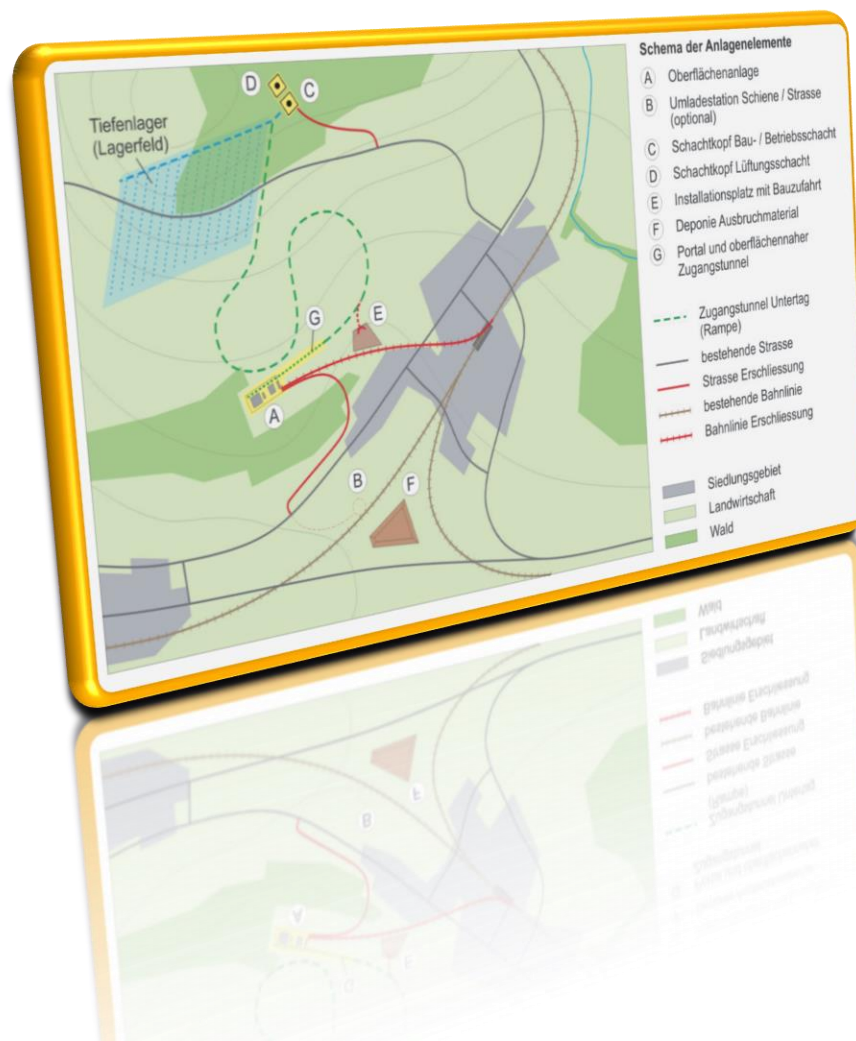 Schema der Anlagenelemente
A Oberflächenanlage
B Umladestation Schiene / Strasse
(optional)
C Schachtkopf Bau- / Betriebsschacht
D Schachtkopf Lüftungsschacht
E Installationsplatz mit Bauzufahrt
F Deponie Ausbruchmaterial
G Portal und oberflächennaher
Zugangstunnel
Zugangstunnel Untertag
(Rampe)
bestehende Strasse
Strasse Erschliessung
bestehende Bahnlinie
Bahnlinie Erschliessung
Siedlungsgebiet
Landwirtschaft
Wald
D
C
Tiefenlager
(Lagerfeld)
G
E
A
B
F